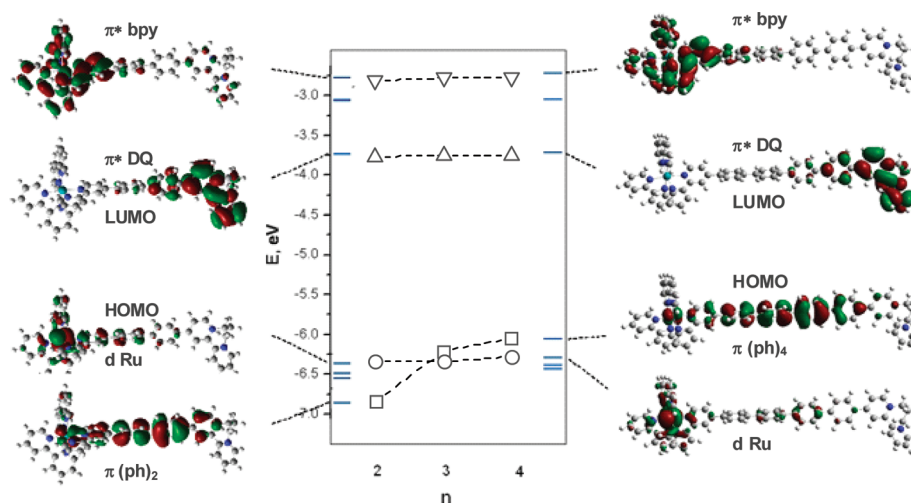 π* bpy
π* DQ
LUMO
HOMO
d Ru
π (ph)₂
E, eV
-3.0
-3.5
-4.0
-4.5
-5.0
-5.5
-6.0
-6.5
-7.0
2 3 4
n
π* bpy
π* DQ
LUMO
HOMO
π (ph)₄
d Ru